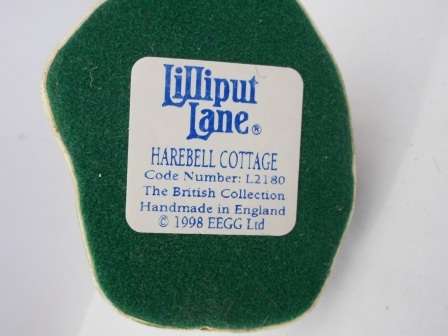 Lilliput
Lane®
HAREBELL COTTAGE
Code Number: L2180
The British Collection
Handmade in England
© 1998 EEGG Ltd